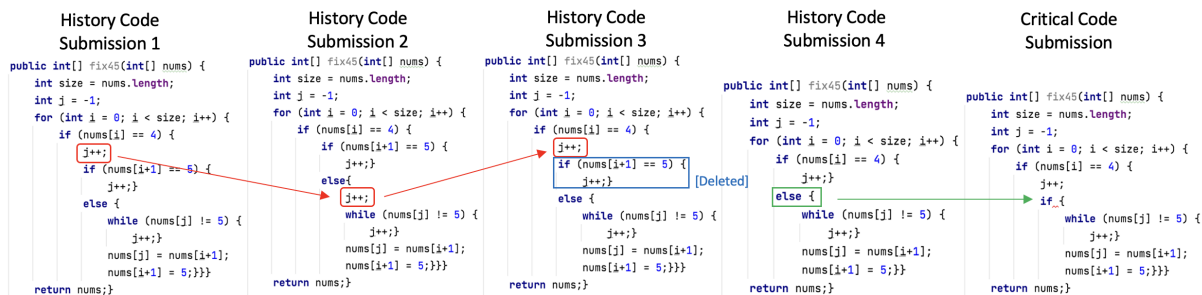 History Code
Submission 1
public int[] fix45(int[] nums) {
int size = nums.length;
int j = -1;
for (int i = 0; i < size; i++) {
if (nums[i] == 4) {
j++;
if (nums[i+1] == 5) {
j++;}
else {
while (nums[j] != 5) {
j++;}
nums[j] = nums[i+1];
nums[i+1] = 5;}}}
return nums;}
History Code
Submission 2
public int[] fix45(int[] nums) {
int size = nums.length;
int j = -1;
for (int i = 0; i < size; i++) {
if (nums[i] == 4) {
if (nums[i+1] == 5) {
j++;}
else{
j++;
while (nums[j] != 5) {
j++;}
nums[j] = nums[i+1];
nums[i+1] = 5;}}}
return nums;}
History Code
Submission 3
public int[] fix45(int[] nums) {
int size = nums.length;
int j = -1;
for (int i = 0; i < size; i++) {
if (nums[i] == 4) {
j++;
if (nums[i+1] == 5) {
j++;}
[Deleted]
else {
while (nums[j] != 5) {
j++;}
nums[j] = nums[i+1];
nums[i+1] = 5;}}}
return nums;}
History Code
Submission 4
public int[] fix45(int[] nums) {
int size = nums.length;
int j = -1;
for (int i = 0; i < size; i++) {
if (nums[i] == 4) {
j++;}
else {
while (nums[j] != 5) {
j++;}
nums[j] = nums[i+1];
nums[i+1] = 5;}}}
return nums;}
Critical Code
Submission
public int[] fix45(int[] nums) {
int size = nums.length;
int j = -1;
for (int i = 0; i < size; i++) {
if (nums[i] == 4) {
j++;
if {
while (nums[j] != 5) {
j++;}
nums[j] = nums[i+1];
nums[i+1] = 5;}}}
return nums;}